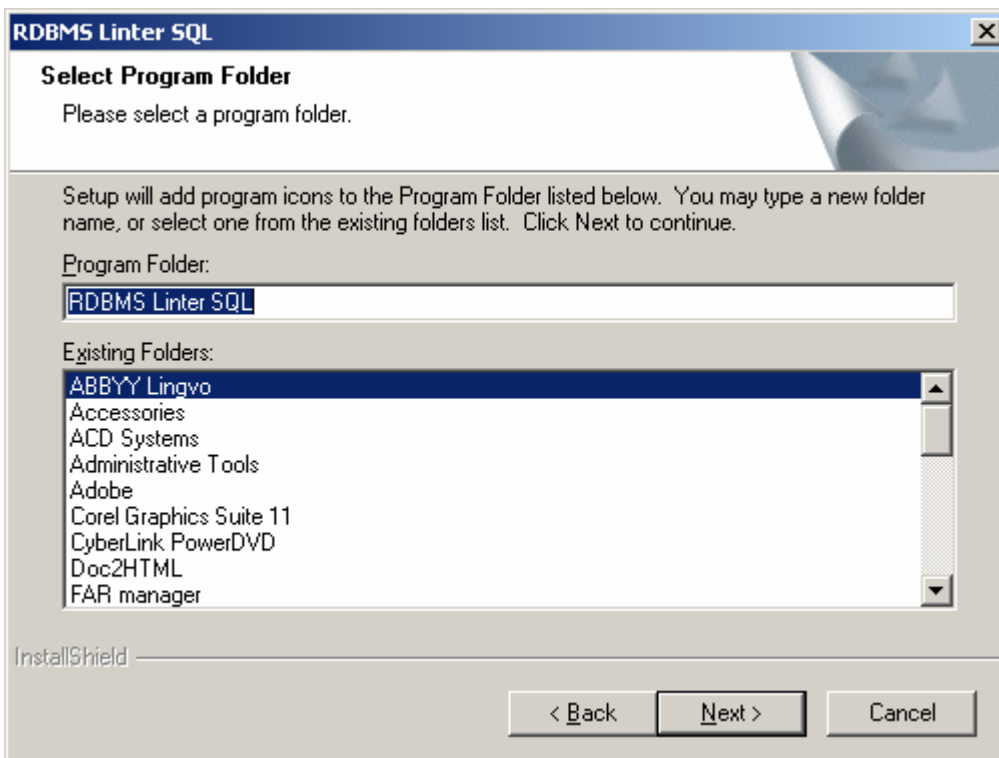 RDBMS Linter SQL
Select Program Folder
Please select a program folder.
Setup will add program icons to the Program Folder listed below.  You may type a new folder
name, or select one from the existing folders list.  Click Next to continue.
Program Folder:
RDBMS Linter SQL
Existing Folders:
ABBYY Lingvo
Accessories
ACD Systems
Administrative Tools
Adobe
Corel Graphics Suite 11
CyberLink PowerDVD
Doc2HTML
FAR manager
InstallShield
< Back Next > Cancel